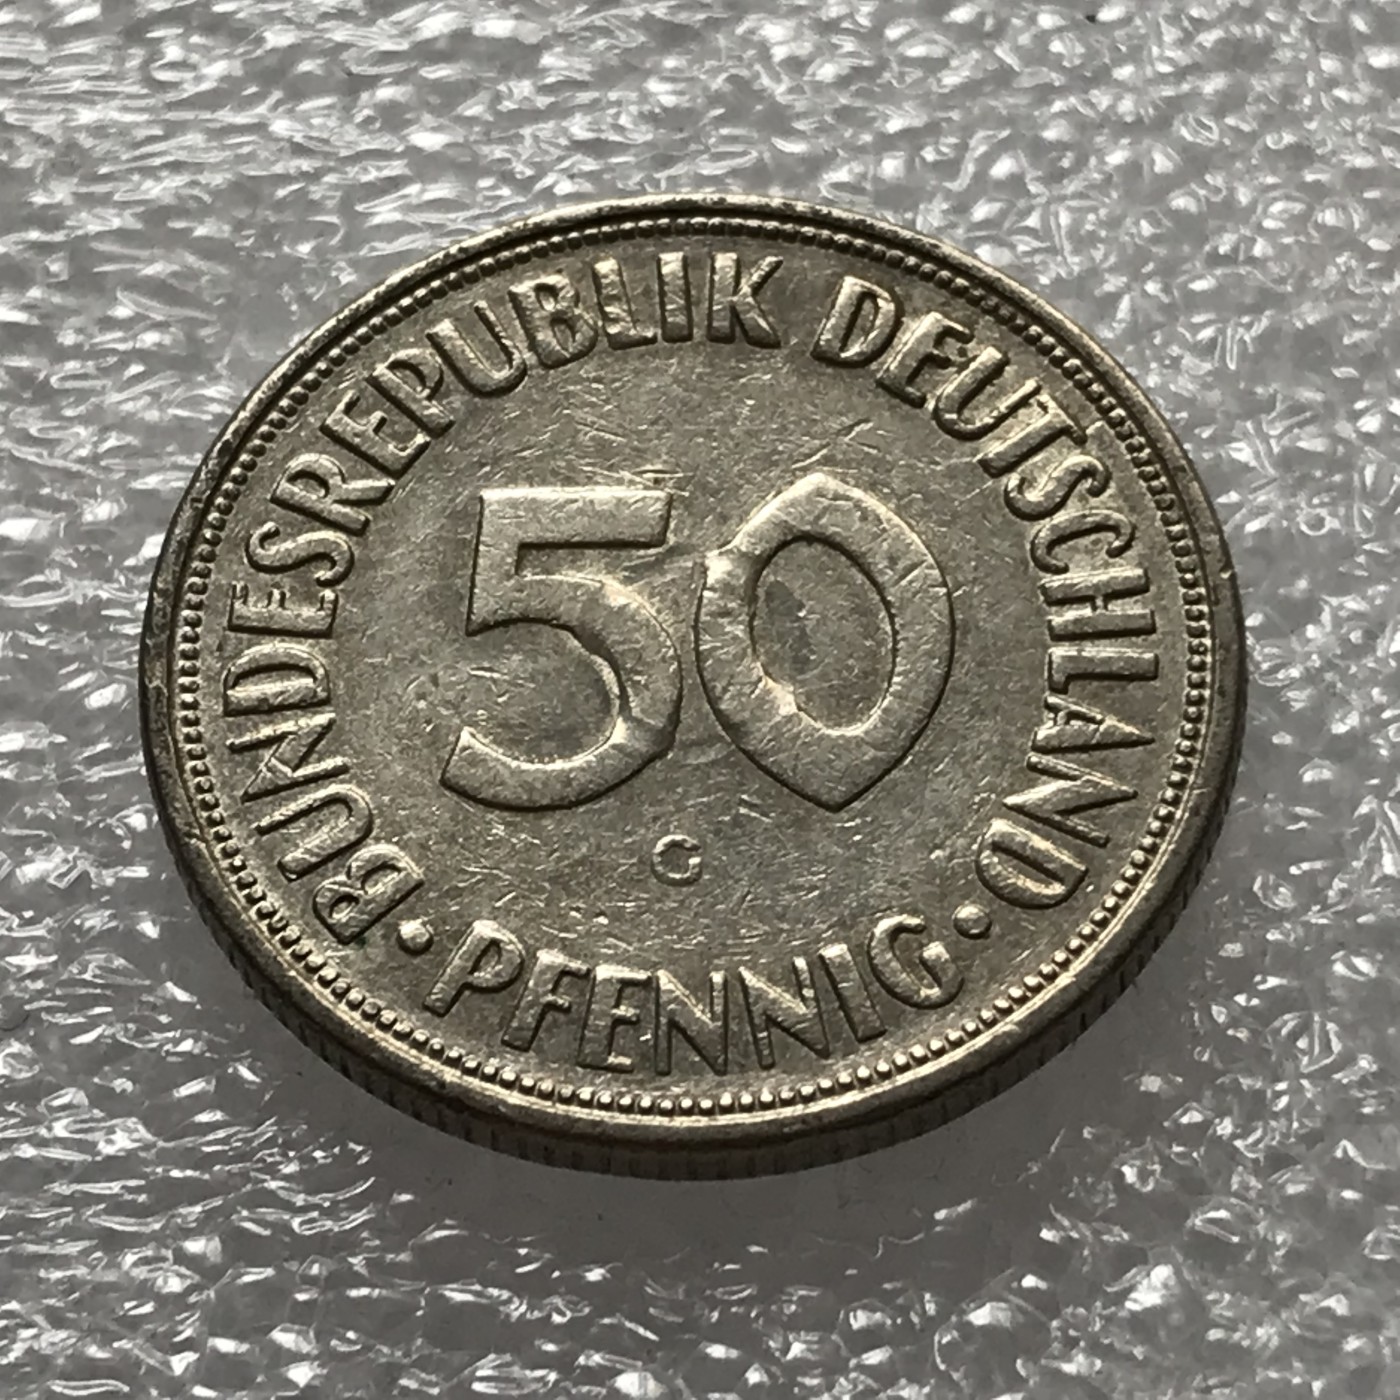 BUNDESREPUBLIK DEUTSCHLAND
50
G
· PFENNIG ·